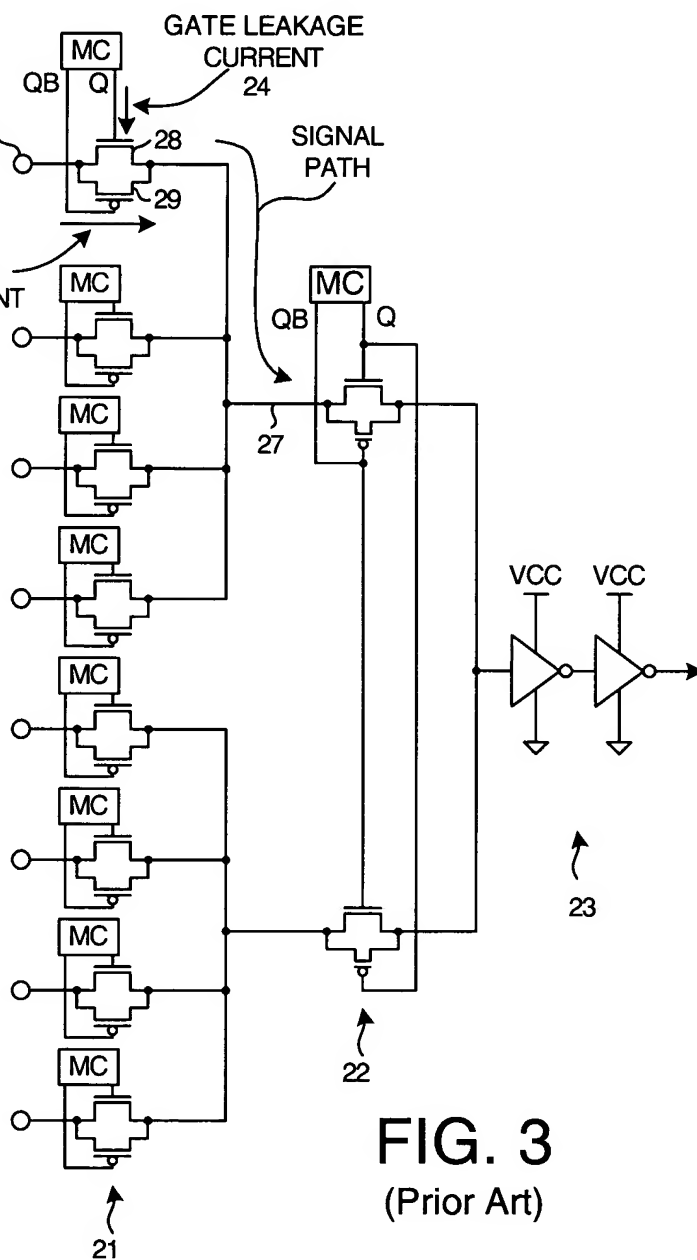 GATE LEAKAGE
CURRENT
24
MC
QB
Q
28
29
SIGNAL
PATH
NT
MC
MC
QB
Q
27
MC
MC
VCC
VCC
MC
MC
23
MC
22
MC
21
FIG. 3
(Prior Art)